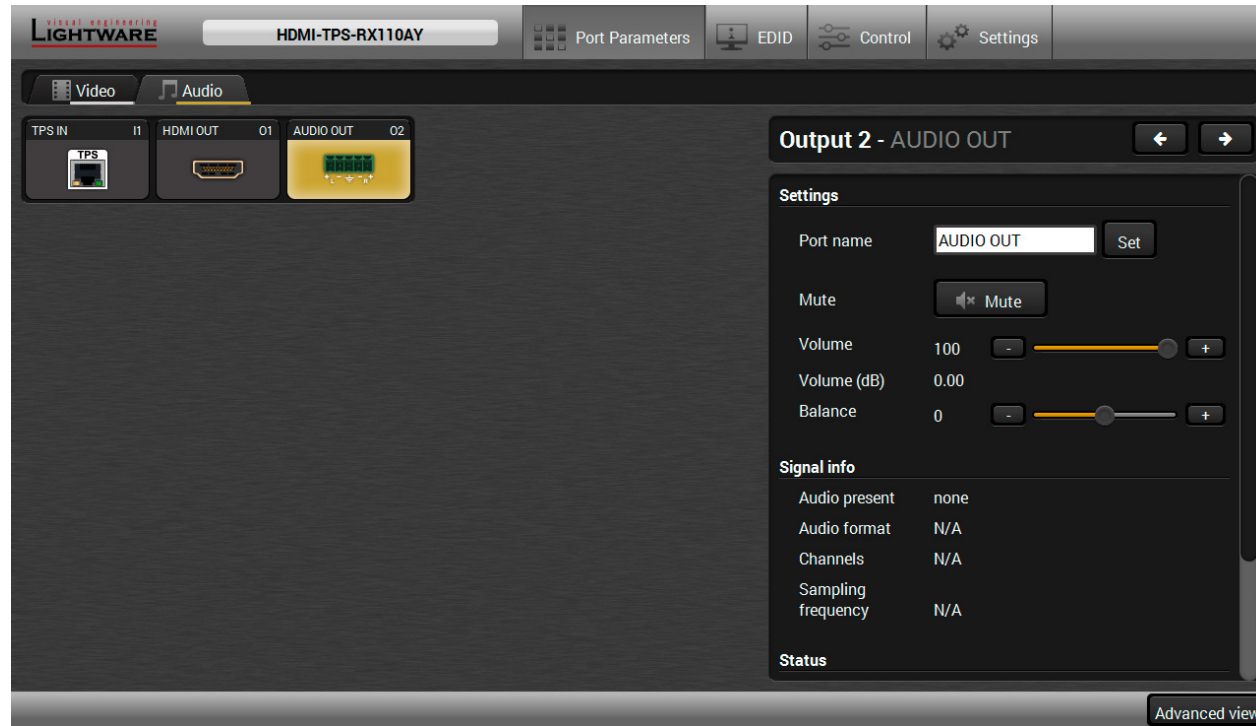 visual engineering
LIGHTWARE
HDMI-TPS-RX110AY
Port Parameters
EDID
Control
Settings
Video
Audio
TPS IN I1
HDMI OUT O1
AUDIO OUT O2
TPS
+ L - ⏚ - R +
Output 2 - AUDIO OUT
Settings
Port name AUDIO OUT Set
Mute Mute
Volume 100 - +
Volume (dB) 0.00
Balance 0 - +
Signal info
Audio present none
Audio format N/A
Channels N/A
Sampling
frequency N/A
Status
Advanced view